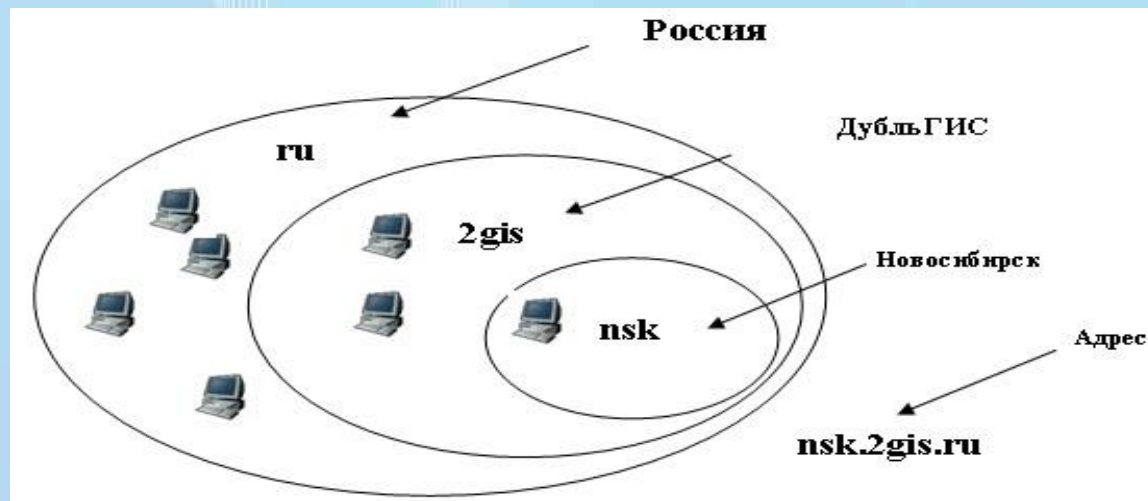 Россия
ДубльГИС
ru
2gis
Новосибирск
nsk
Адрес
nsk.2gis.ru